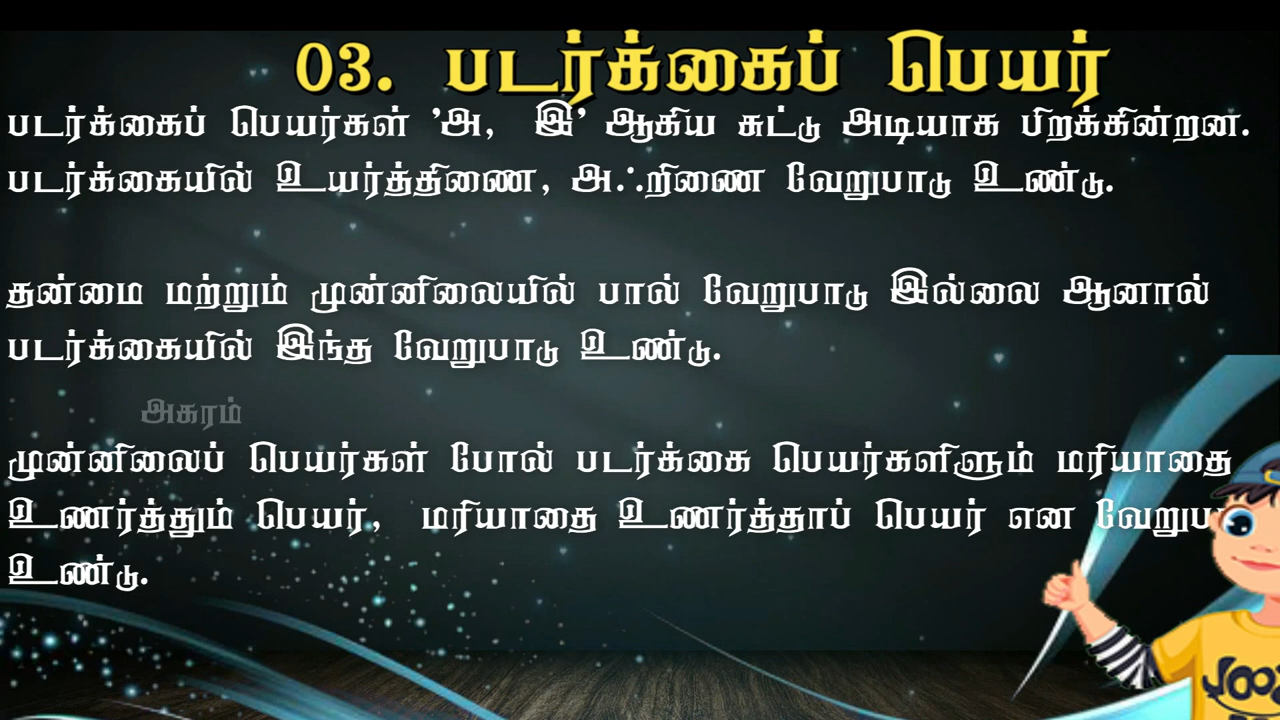 03. படர்க்கைப் பெயர்
படர்க்கைப் பெயர்கள் 'அ, இ' ஆகிய சுட்டு அடியாக பிறக்கின்றன.
படர்க்கையில் உயர்த்திணை, அஃறிணை வேறுபாடு உண்டு.
தன்மை மற்றும் முன்னிலையில் பால் வேறுபாடு இல்லை ஆனால்
படர்க்கையில் இந்த வேறுபாடு உண்டு.
அகரம்
முன்னிலைப் பெயர்கள் போல் படர்க்கை பெயர்களிளும் மரியாதை
உணர்த்தும் பெயர், மரியாதை உணர்த்தாப் பெயர் என
உண்டு.